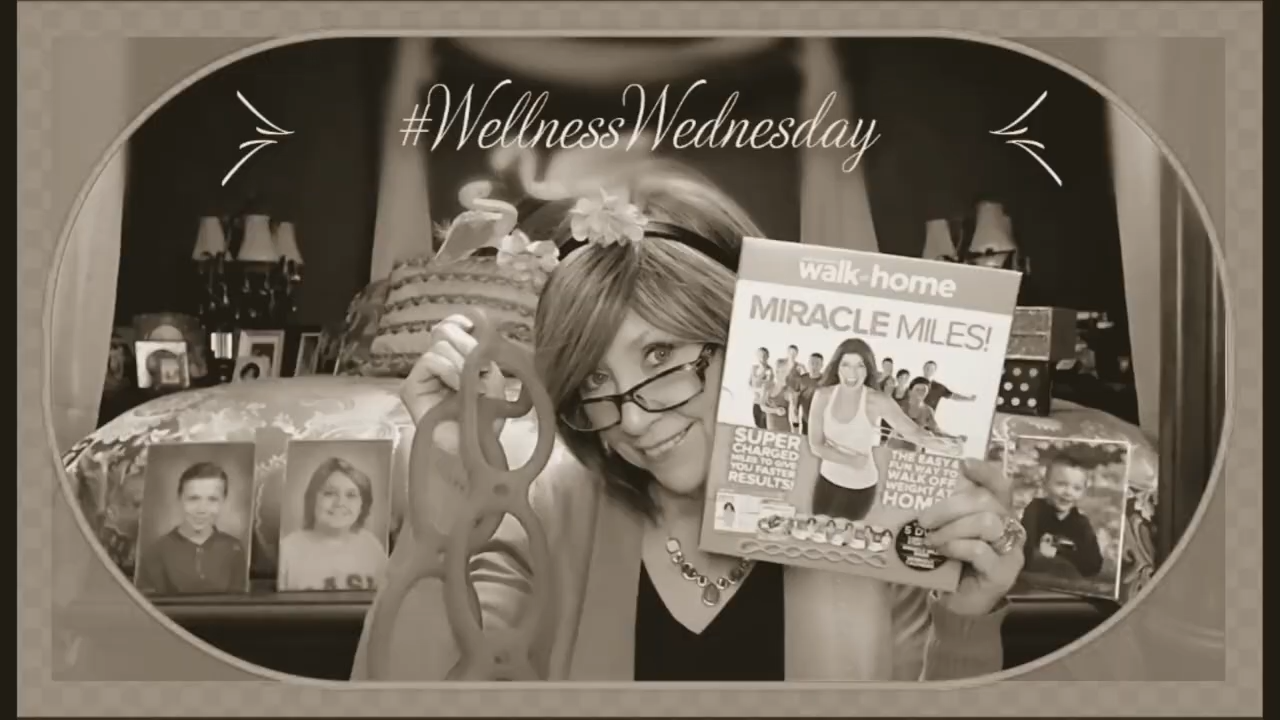 #WellnessWednesday
walk at home
MIRACLE MILES!
SUPER
CHARGED
MILES TO GIVE
YOU FASTER
RESULTS!
THE EASY &
FUN WAY TO
WALK OFF
WEIGHT AT
HOME
5 D